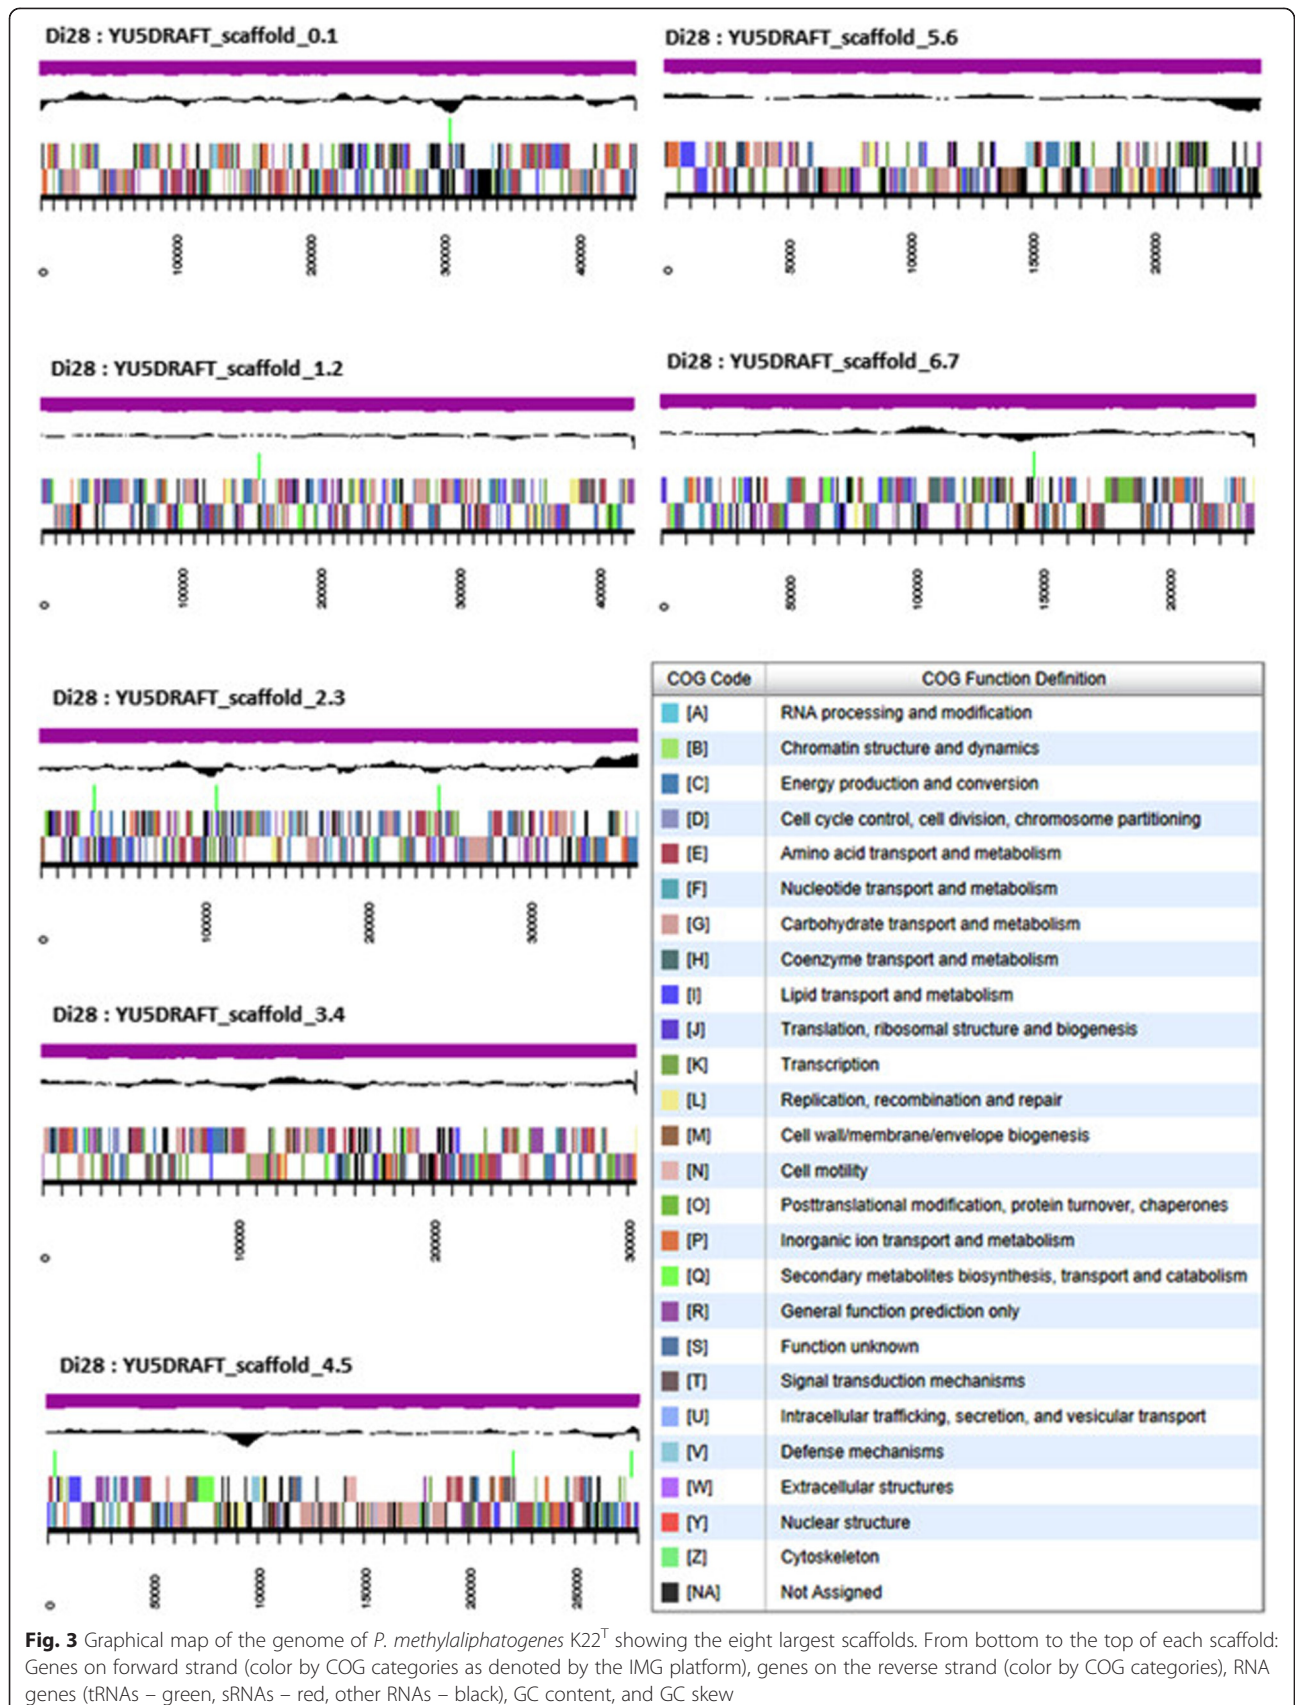 Di28 : YU5DRAFT_scaffold_0.1
0 100000 200000 300000 400000
Di28 : YU5DRAFT_scaffold_5.6
0 50000 100000 150000 200000
Di28 : YU5DRAFT_scaffold_1.2
0 100000 200000 300000 400000
Di28 : YU5DRAFT_scaffold_6.7
0 50000 100000 150000 200000
Di28 : YU5DRAFT_scaffold_2.3
0 100000 200000 300000
Di28 : YU5DRAFT_scaffold_3.4
0 100000 200000 300000
Di28 : YU5DRAFT_scaffold_4.5
0 50000 100000 150000 200000 250000
COG Code COG Function Definition
[A] RNA processing and modification
[B] Chromatin structure and dynamics
[C] Energy production and conversion
[D] Cell cycle control, cell division, chromosome partitioning
[E] Amino acid transport and metabolism
[F] Nucleotide transport and metabolism
[G] Carbohydrate transport and metabolism
[H] Coenzyme transport and metabolism
[I] Lipid transport and metabolism
[J] Translation, ribosomal structure and biogenesis
[K] Transcription
[L] Replication, recombination and repair
[M] Cell wall/membrane/envelope biogenesis
[N] Cell motility
[O] Posttranslational modification, protein turnover, chaperones
[P] Inorganic ion transport and metabolism
[Q] Secondary metabolites biosynthesis, transport and catabolism
[R] General function prediction only
[S] Function unknown
[T] Signal transduction mechanisms
[U] Intracellular trafficking, secretion, and vesicular transport
[V] Defense mechanisms
[W] Extracellular structures
[Y] Nuclear structure
[Z] Cytoskeleton
[NA] Not Assigned
Fig. 3 Graphical map of the genome of P. methylaliphatogenes K22T showing the eight largest scaffolds. From bottom to the top of each scaffold:
Genes on forward strand (color by COG categories as denoted by the IMG platform), genes on the reverse strand (color by COG categories), RNA
genes (tRNAs – green, sRNAs – red, other RNAs – black), GC content, and GC skew